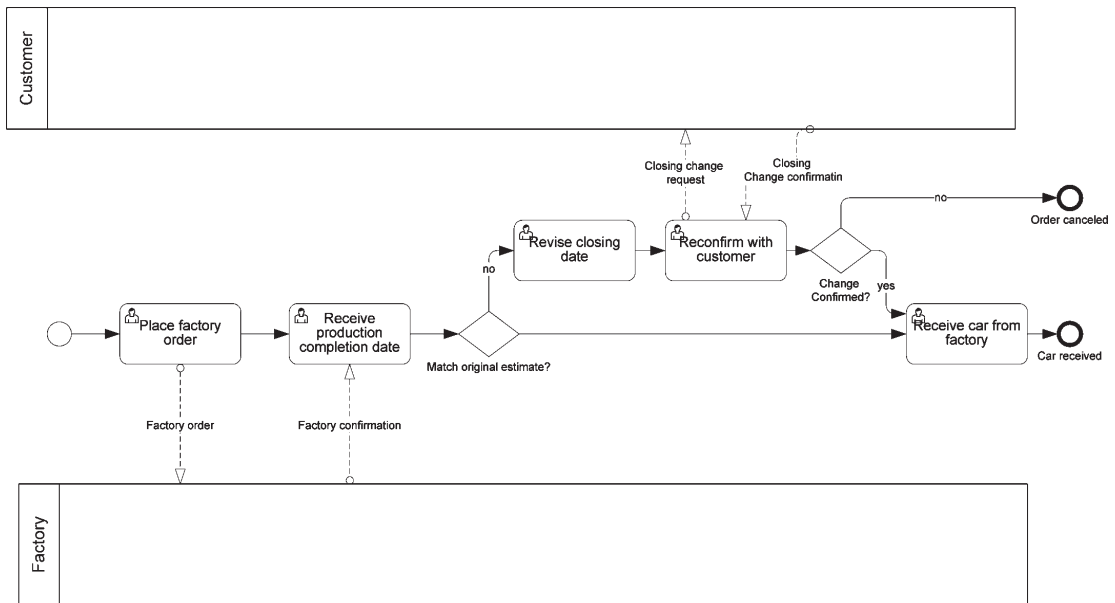 Customer
Closing change
request
Closing
Change confirmatin
no
Order canceled
Revise closing
date
Reconfirm with
customer
no
Change
Confirmed?
yes
Place factory
order
Receive
production
completion date
Match original estimate?
Receive car from
factory
Car received
Factory order
Factory confirmation
Factory